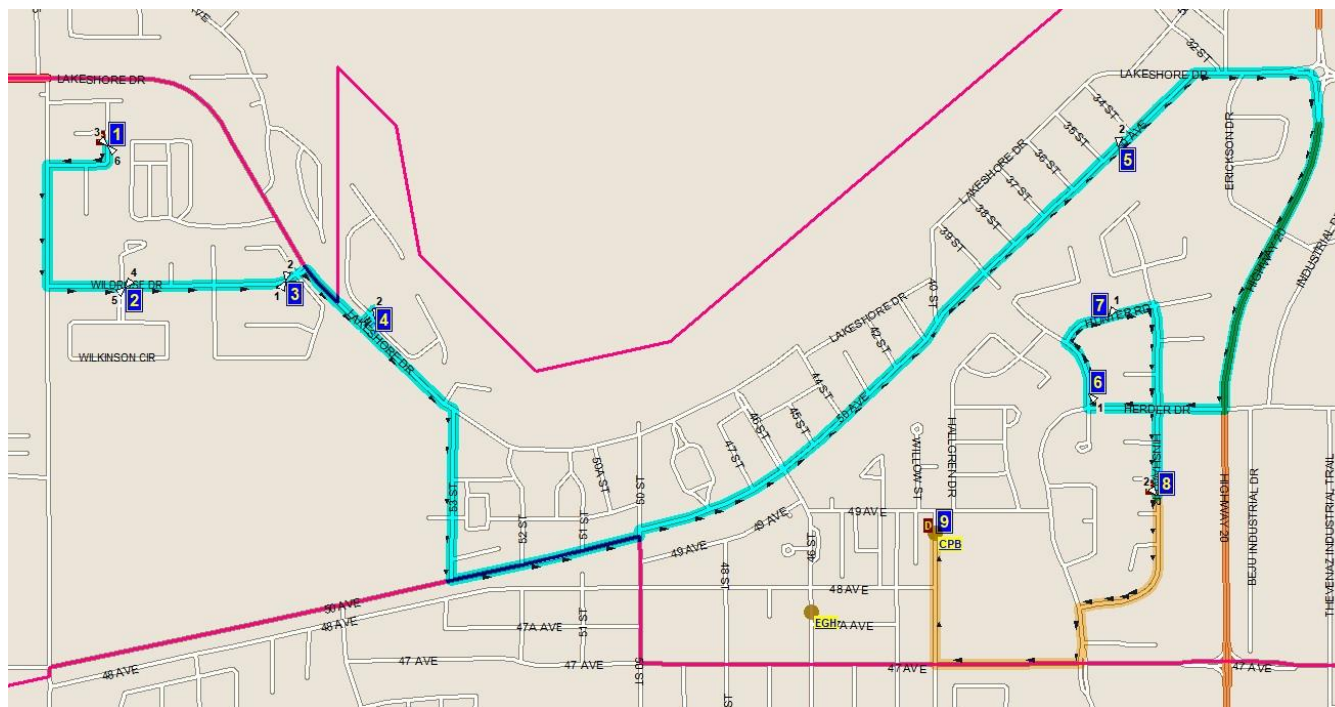 LAKESHORE DR
32 ST
LAKESHORE DR
3
1
6
34 ST
2
AVE
35 ST
5
36 ST
ERICKSON DR
LAKESHORE DR
37 ST
38 ST
39 ST
HIGHWAY 20
4
2
WILDROSE DR
5
2
2
1
3
2
4
LAKESHORE DR
40 ST
7
1
HUNTER RD
LAKESHORE DR
42 ST
WILKINSON CIR
44 ST
45 ST
46 ST
47 ST
50 AVE
6
1
HERDER DR
HALLGREN DR
WILLOW ST
50A ST
50 ST
53 ST
52 ST
51 ST
2
8
HIGHWAY 20
BEJU INDUSTRIAL DR
THEVENAZ INDUSTRIAL TRAIL
49 AVE
49 AVE
49 AVE
D
9
CPB
46 ST
48 ST
48 AVE
50 AVE
48 AVE
EGH
47A AVE
51 ST
47 AVE
47 AVE
48 AVE
50 ST
ST
47 AVE
47 AVE